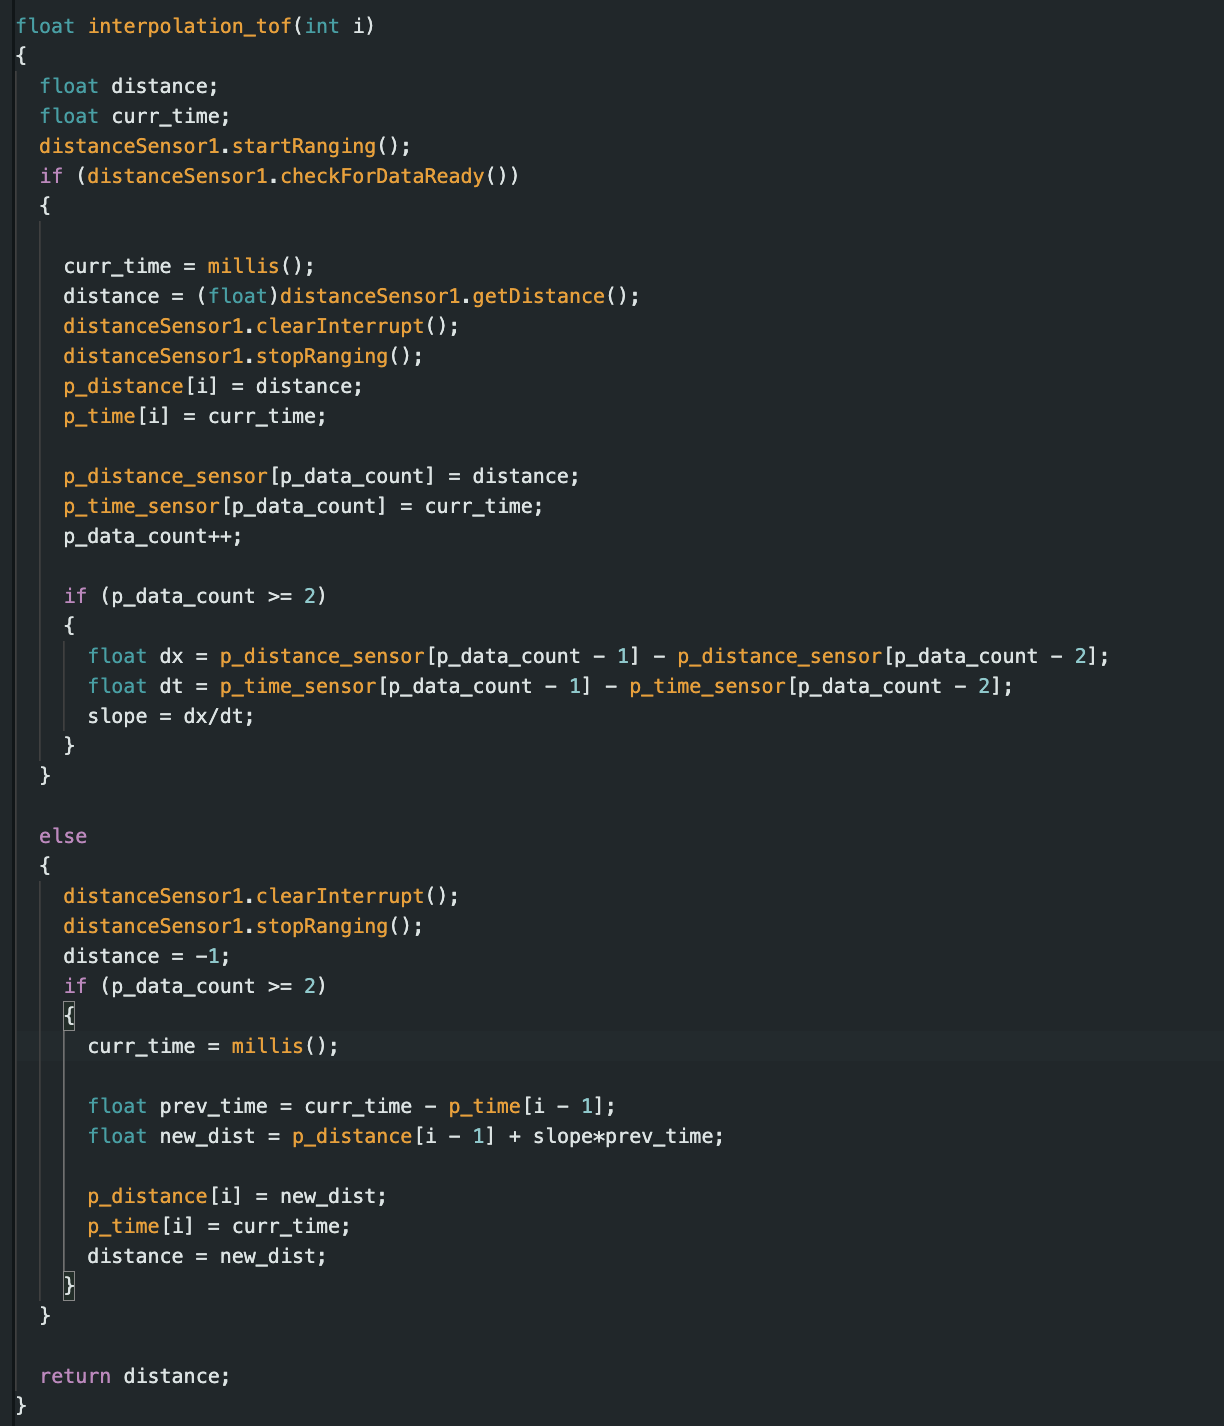 float interpolation_tof(int i)
{
  float distance;
  float curr_time;
  distanceSensor1.startRanging();
  if (distanceSensor1.checkForDataReady())
  {

    curr_time = millis();
    distance = (float)distanceSensor1.getDistance();
    distanceSensor1.clearInterrupt();
    distanceSensor1.stopRanging();
    p_distance[i] = distance;
    p_time[i] = curr_time;

    p_distance_sensor[p_data_count] = distance;
    p_time_sensor[p_data_count] = curr_time;
    p_data_count++;

    if (p_data_count >= 2)
    {
      float dx = p_distance_sensor[p_data_count - 1] - p_distance_sensor[p_data_count - 2];
      float dt = p_time_sensor[p_data_count - 1] - p_time_sensor[p_data_count - 2];
      slope = dx/dt;
    }
  }

  else
  {
    distanceSensor1.clearInterrupt();
    distanceSensor1.stopRanging();
    distance = -1;
    if (p_data_count >= 2)
    {
      curr_time = millis();

      float prev_time = curr_time - p_time[i - 1];
      float new_dist = p_distance[i - 1] + slope*prev_time;

      p_distance[i] = new_dist;
      p_time[i] = curr_time;
      distance = new_dist;
    }
  }

  return distance;
}